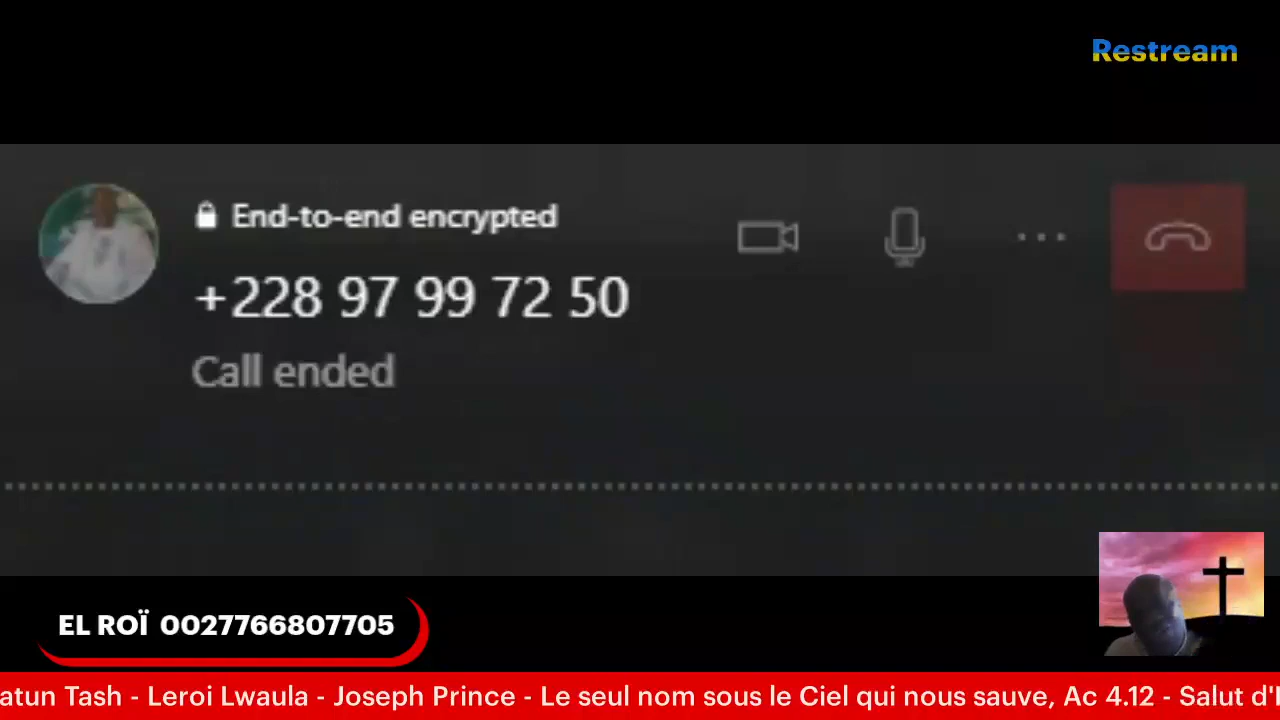 Restream
End-to-end encrypted
+228 97 99 72 50
Call ended
EL ROÏ 0027766807705
atun Tash - Leroi Lwaula - Joseph Prince - Le seul nom sous le Ciel qui nous sauve, Ac 4.12 - Salut d'